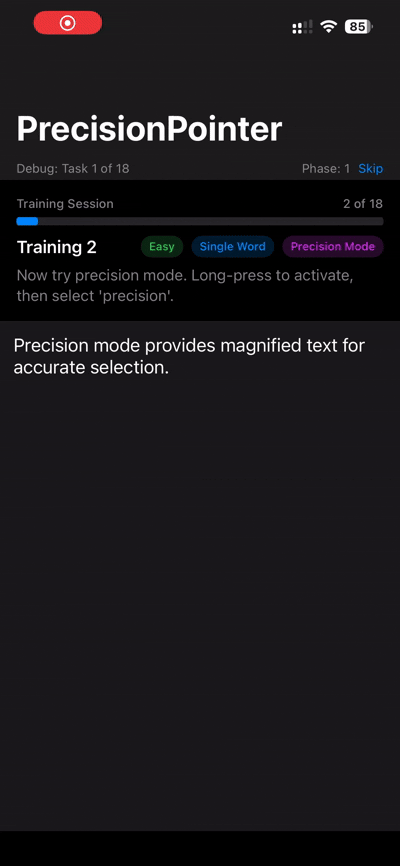 85
PrecisionPointer
Debug: Task 1 of 18 Phase: 1 Skip
Training Session 2 of 18
Training 2 Easy Single Word Precision Mode
Now try precision mode. Long-press to activate,
then select 'precision'.
Precision mode provides magnified text for
accurate selection.